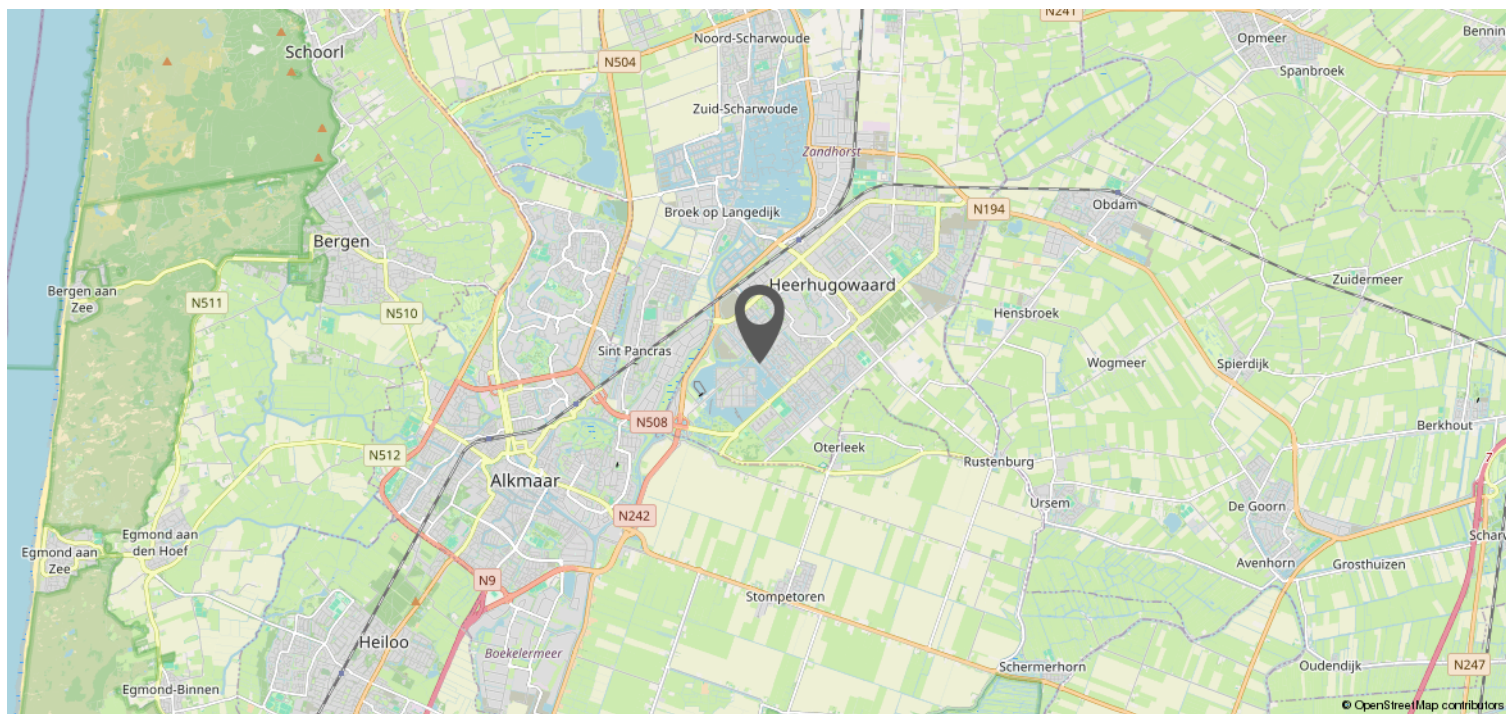 N241
Noord-Scharwoude
Opmeer
Schoorl
N504
Spanbroek
Zuid-Scharwoude
Zandhorst
Broek op Langedijk
N194
Obdam
Bergen
Zuidermeer
Bergen aan
Zee
N511
Heerhugowaard
N510
Hensbroek
Sint Pancras
Wogmeer
Spierdijk
N508
Berkhout
N512
Oterleek
Rustenburg
7
Alkmaar
Ursem
De Goorn
N242
Egmond aan
den Hoef
Egmond aan
Zee
Avenhorn
Grosthuizen
N9
Stompetoren
Heiloo
Boekelermeer
Schermerhorn
Oudendijk
N247
Egmond-Binnen
© OpenStreetMap contributors